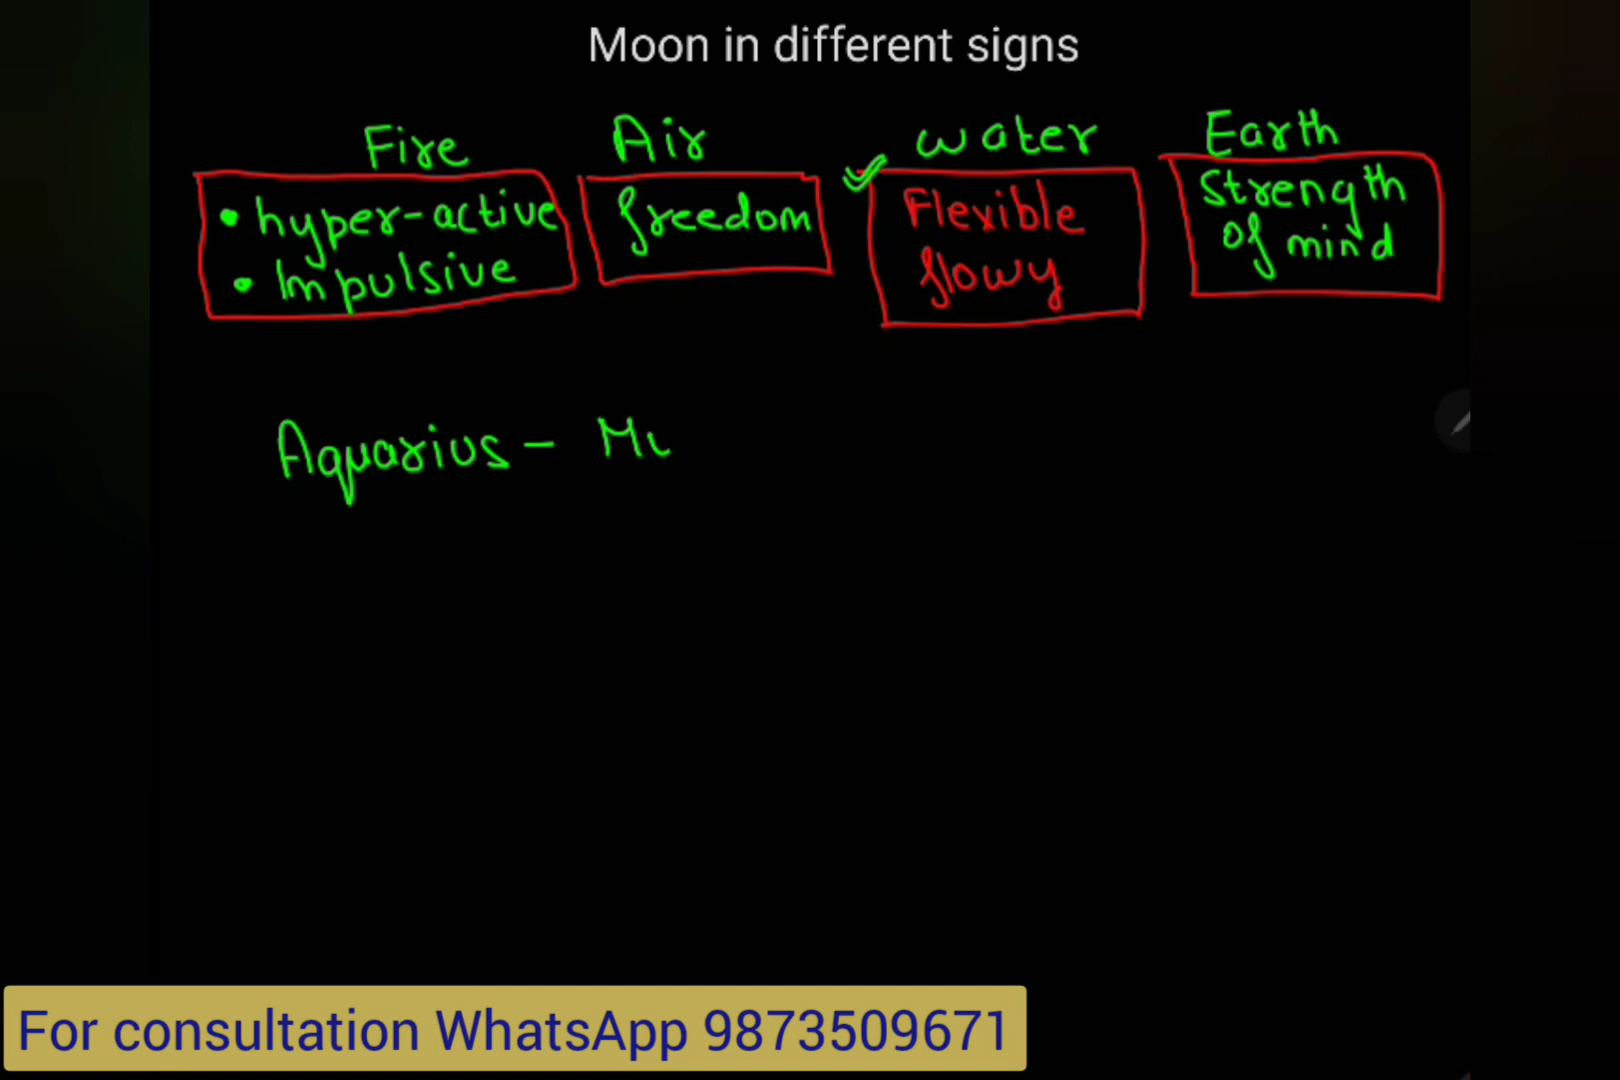 Moon in different signs
Fire Air water Earth
• hyper-active
• Impulsive
freedom
Flexible
flowy
Strength
of mind
Aquarius -
For consultation WhatsApp 9873509671